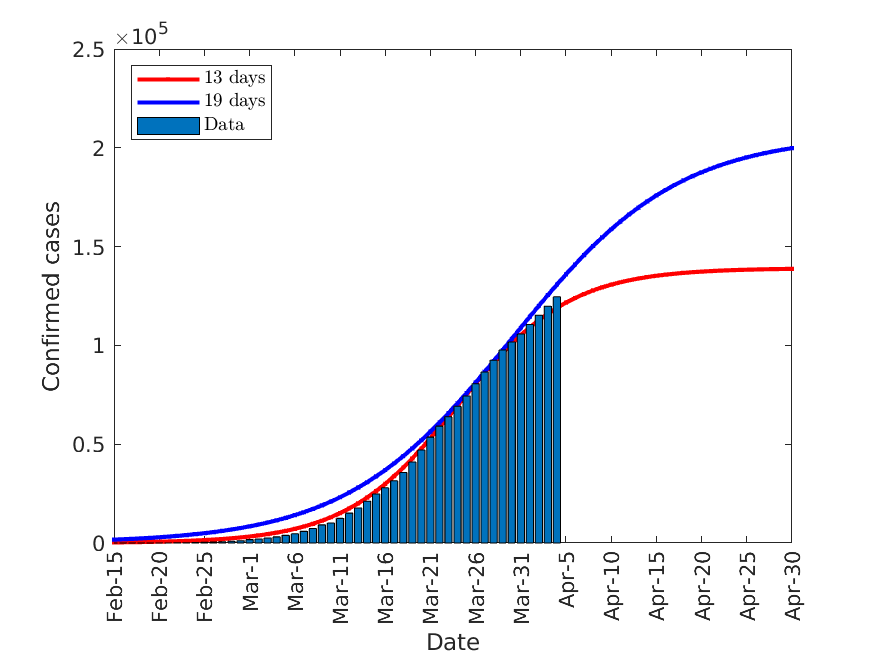 ×10⁵
2.5
2
1.5
1
0.5
0
13 days
19 days
Data
Confirmed cases
Feb-15
Feb-20
Feb-25
Mar-1
Mar-6
Mar-11
Mar-16
Mar-21
Mar-26
Mar-31
Apr-5
Apr-10
Apr-15
Apr-20
Apr-25
Apr-30
Date